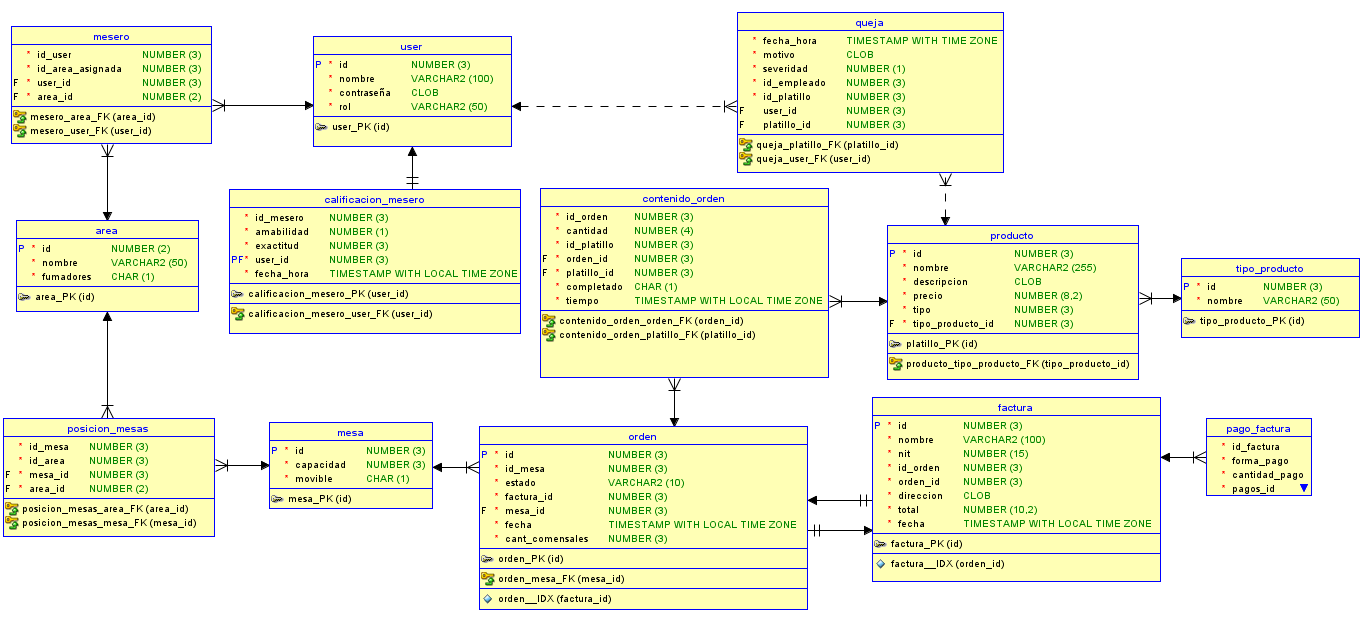 mesero
* id_user NUMBER (3)
* id_area_asignada NUMBER (3)
F * user_id NUMBER (3)
F * area_id NUMBER (2)
mesero_area_FK (area_id)
mesero_user_FK (user_id)
user
P * id NUMBER (3)
* nombre VARCHAR2 (100)
* contraseña CLOB
* rol VARCHAR2 (50)
user_PK (id)
queja
* fecha_hora TIMESTAMP WITH TIME ZONE
* motivo CLOB
* severidad NUMBER (1)
* id_empleado NUMBER (3)
* id_platillo NUMBER (3)
F user_id NUMBER (3)
F platillo_id NUMBER (3)
queja_platillo_FK (platillo_id)
queja_user_FK (user_id)
area
P * id NUMBER (2)
* nombre VARCHAR2 (50)
* fumadores CHAR (1)
area_PK (id)
calificacion_mesero
* id_mesero NUMBER (3)
* amabilidad NUMBER (1)
* exactitud NUMBER (3)
PF* user_id NUMBER (3)
* fecha_hora TIMESTAMP WITH LOCAL TIME ZONE
calificacion_mesero_PK (user_id)
calificacion_mesero_user_FK (user_id)
contenido_orden
* id_orden NUMBER (3)
* cantidad NUMBER (4)
* id_platillo NUMBER (3)
F * orden_id NUMBER (3)
F * platillo_id NUMBER (3)
* completado CHAR (1)
* tiempo TIMESTAMP WITH LOCAL TIME ZONE
contenido_orden_orden_FK (orden_id)
contenido_orden_platillo_FK (platillo_id)
producto
P * id NUMBER (3)
* nombre VARCHAR2 (255)
* descripcion CLOB
* precio NUMBER (8,2)
* tipo NUMBER (3)
F * tipo_producto_id NUMBER (3)
platillo_PK (id)
producto_tipo_producto_FK (tipo_producto_id)
tipo_producto
P * id NUMBER (3)
* nombre VARCHAR2 (50)
tipo_producto_PK (id)
posicion_mesas
* id_mesa NUMBER (3)
* id_area NUMBER (3)
F * mesa_id NUMBER (3)
F * area_id NUMBER (2)
posicion_mesas_area_FK (area_id)
posicion_mesas_mesa_FK (mesa_id)
mesa
P * id NUMBER (3)
* capacidad NUMBER (3)
* movible CHAR (1)
mesa_PK (id)
orden
P * id NUMBER (3)
* id_mesa NUMBER (3)
* estado VARCHAR2 (10)
* factura_id NUMBER (3)
F * mesa_id NUMBER (3)
* fecha TIMESTAMP WITH LOCAL TIME ZONE
* cant_comensales NUMBER (3)
orden_PK (id)
orden_mesa_FK (mesa_id)
orden__IDX (factura_id)
factura
P * id NUMBER (3)
* nombre VARCHAR2 (100)
* nit NUMBER (15)
* id_orden NUMBER (3)
* orden_id NUMBER (3)
* direccion CLOB
* total NUMBER (10,2)
* fecha TIMESTAMP WITH LOCAL TIME ZONE
factura_PK (id)
factura__IDX (orden_id)
pago_factura
* id_factura
* forma_pago
* cantidad_pago
* pagos_id